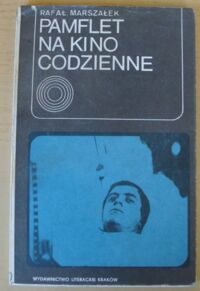 RAFAŁ MARSZAŁEK
PAMFLET
NA KINO
CODZIENNE
WYDAWNICTWO LITERACKIE KRAKÓW